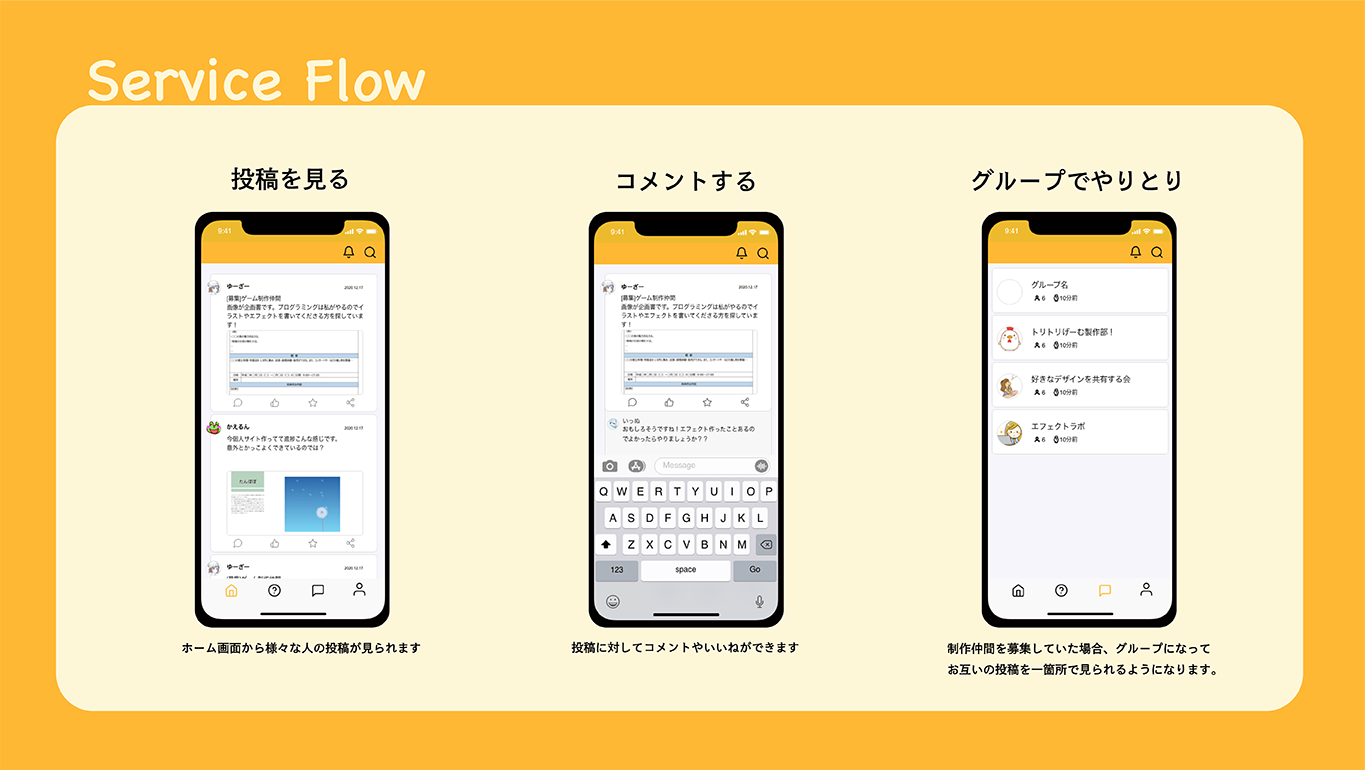 Service Flow
投稿を見る
9:41
ゆーざー
2020.12.17
[募集]ゲーム制作仲間
画像が企画書です。プログラミングは私がやるのでイ
ラストやエフェクトを書いてくださる方を探していま
す！
かえるん
2020.12.17
今個人サイト作ってて進捗こんな感じです。
意外とかっこよくできているのでは？
たんぽぽ
ゆーざー
2020.12.17
ホーム画面から様々な人の投稿が見られます
コメントする
9:41
ゆーざー
2020.12.17
[募集]ゲーム制作仲間
画像が企画書です。プログラミングは私がやるのでイ
ラストやエフェクトを書いてくださる方を探していま
す！
いっぬ
おもしろそうですね！エフェクト作ったことあるの
でよかったらやりましょうか？？
Message
Q W E R T Y U I O P
A S D F G H J K L
Z X C V B N M
123 space Go
投稿に対してコメントやいいねができます
グループでやりとり
9:41
グループ名
6 10分前
トリトリげーむ製作部！
6 10分前
好きなデザインを共有する会
6 10分前
エフェクトラボ
6 10分前
制作仲間を募集していた場合、グループになって
お互いの投稿を一箇所で見られるようになります。